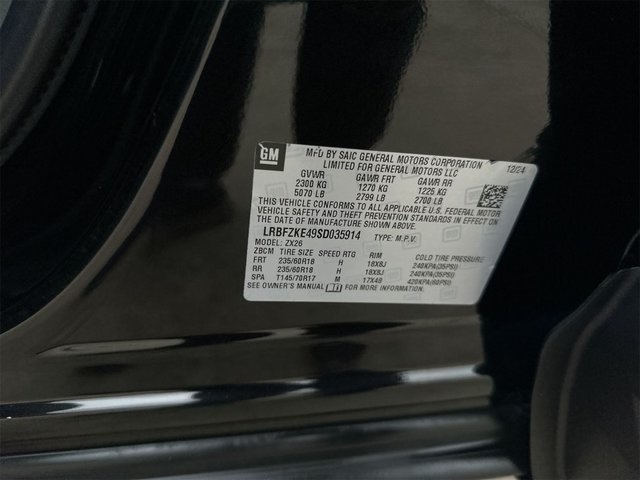 GM
MFD BY SAIC GENERAL MOTORS CORPORATION 12/24
LIMITED FOR GENERAL MOTORS LLC
GVWR GAWR FRT GAWR RR
2300 KG 1270 KG 1225 KG
5070 LB 2799 LB 2700 LB
THIS VEHICLE CONFORMS TO ALL APPLICABLE U.S. FEDERAL MOTOR
VEHICLE SAFETY AND THEFT PREVENTION STANDARDS IN EFFECT ON
THE DATE OF MANUFACTURE SHOWN ABOVE.
LRBFZKE49SD035914 TYPE: M.P.V.
MODEL: ZX26
ZBCM TIRE SIZE SPEED RTG RIM COLD TIRE PRESSURE
FRT 235/60R18 H 18X8J 240KPA(35PSI)
RR 235/60R18 H 18X8J 240KPA(35PSI)
SPA T145/70R17 M 17X4B 420KPA(60PSI)
SEE OWNER'S MANUAL FOR MORE INFORMATION.